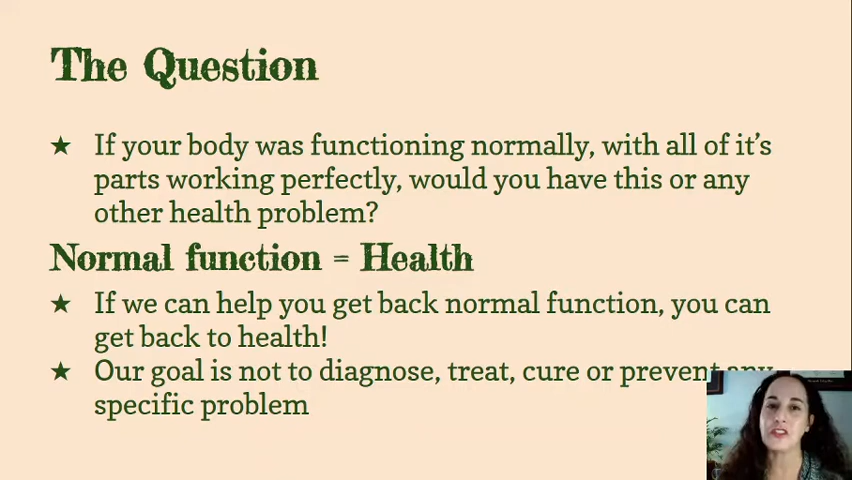 The Question
★ If your body was functioning normally, with all of it's
parts working perfectly, would you have this or any
other health problem?
Normal function = Health
★ If we can help you get back normal function, you can
get back to health!
★ Our goal is not to diagnose, treat, cure or prevent any
specific problem